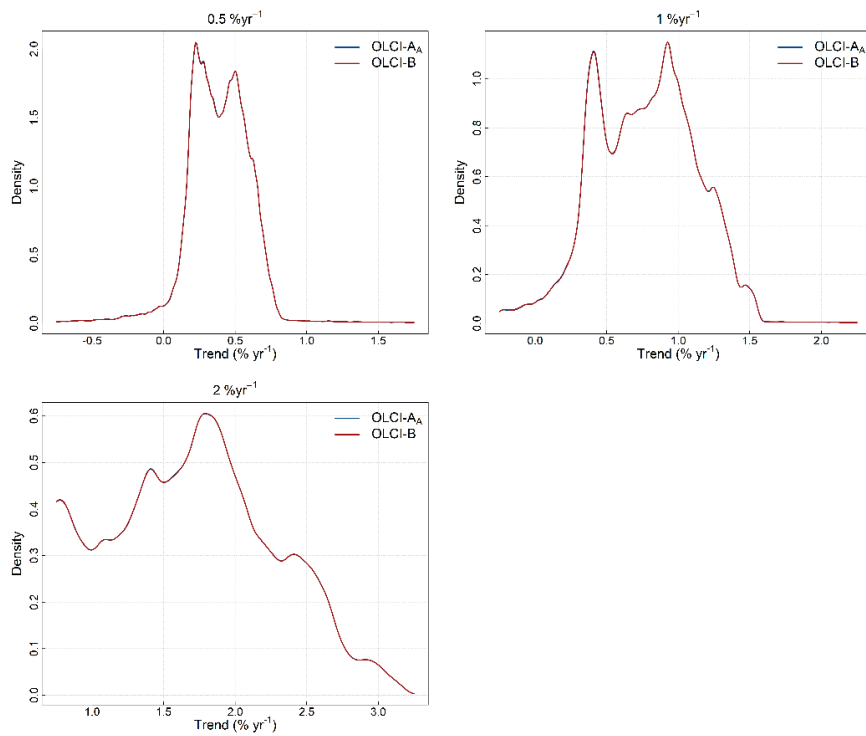 0.5 %yr⁻¹
OLCI-A_A
OLCI-B
Density
0.0
0.5
1.0
1.5
2.0
-0.5
0.0
0.5
1.0
1.5
Trend (% yr⁻¹)
1 %yr⁻¹
OLCI-A_A
OLCI-B
Density
0.0
0.2
0.4
0.6
0.8
1.0
0.0
0.5
1.0
1.5
2.0
Trend (% yr⁻¹)
2 %yr⁻¹
OLCI-A_A
OLCI-B
Density
0.0
0.1
0.2
0.3
0.4
0.5
0.6
1.0
1.5
2.0
2.5
3.0
Trend (% yr⁻¹)